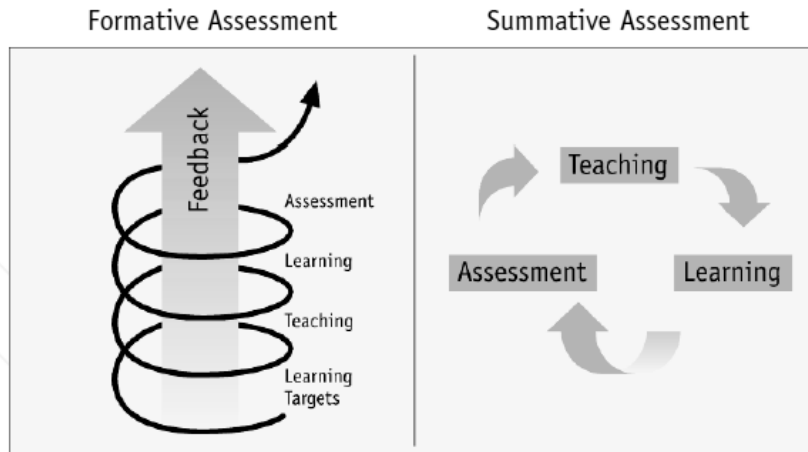 Formative Assessment
Summative Assessment
Feedback
Assessment
Learning
Teaching
Learning
Targets
Teaching
Assessment
Learning